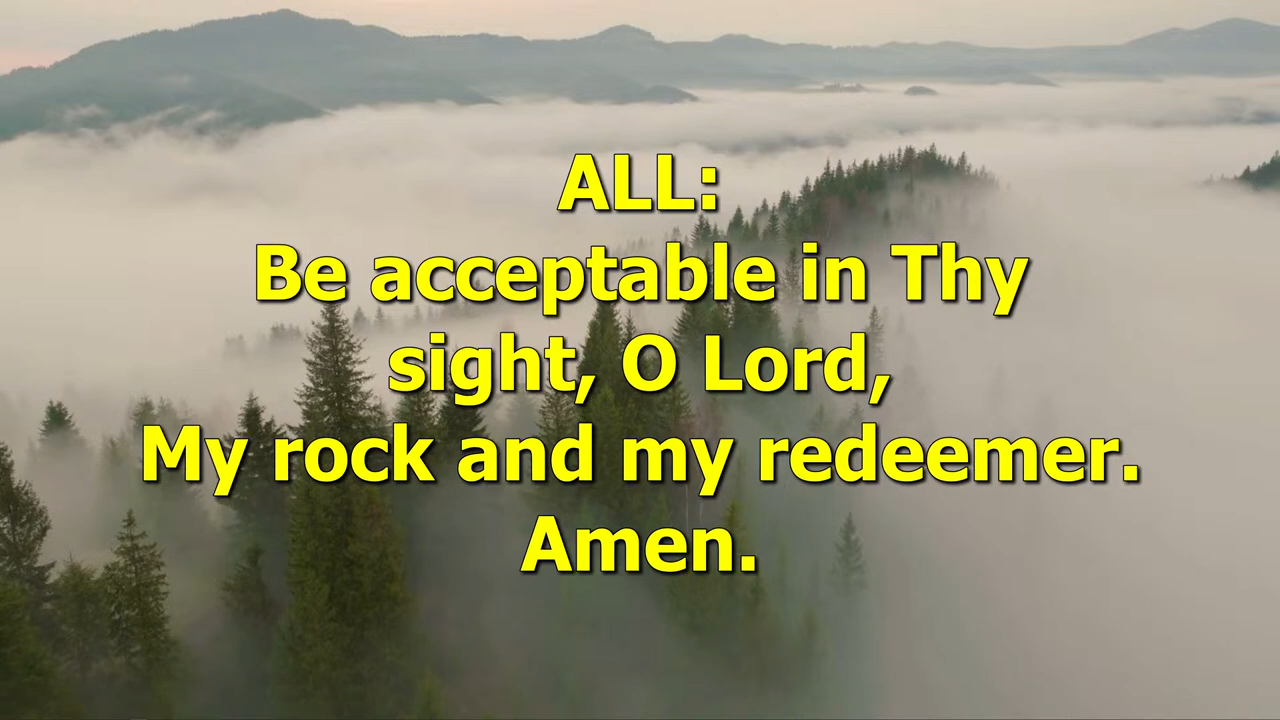 ALL:
Be acceptable in Thy
sight, O Lord,
My rock and my redeemer.
Amen.